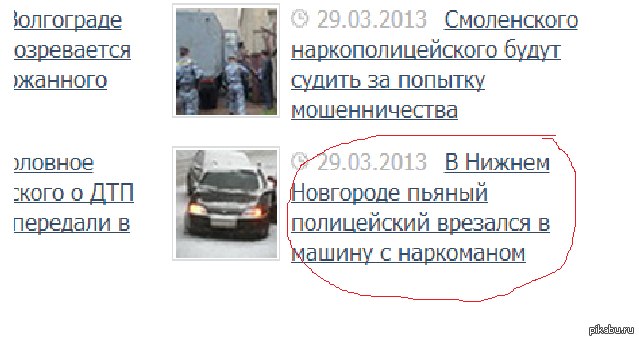 Волгограде
озревается
ржанного
29.03.2013 Смоленского
наркополицейского будут
судить за попытку
мошенничества
оловное
ского о ДТП
передали в
29.03.2013 В Нижнем
Новгороде пьяный
полицейский врезался в
машину с наркоманом
pikabu.ru